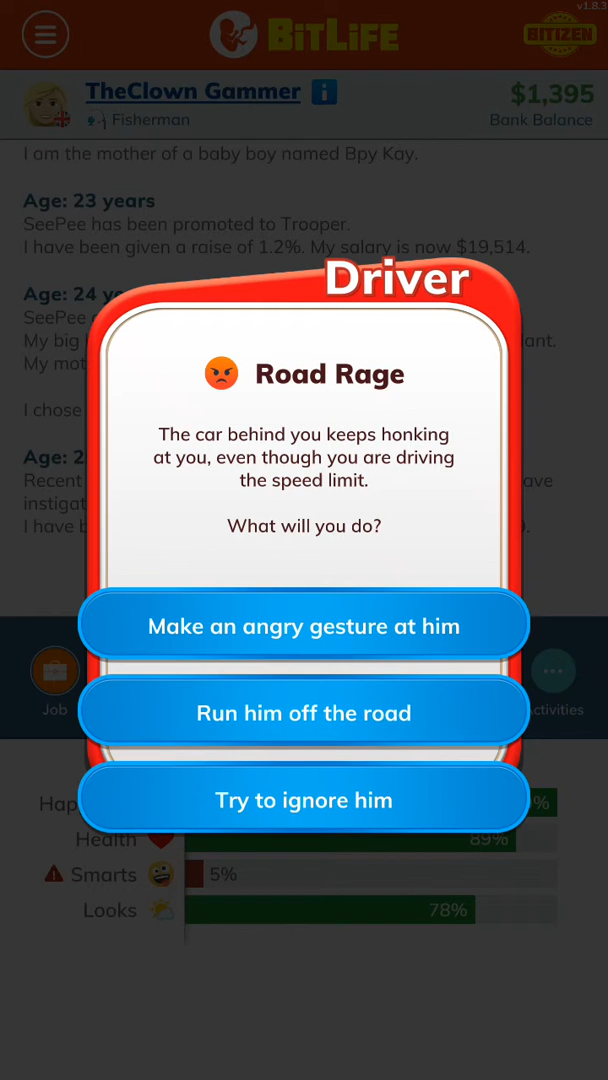 v1.8.3
BITLIFE
BITIZEN
TheClown Gammer
$1,395
Fisherman
Bank Balance
I am the mother of a baby boy named Bpy Kay.
Age: 23 years
SeePee has been promoted to Trooper.
I have been given a raise of 1.2%. My salary is now $19,514.
Age: 24
SeePee
My big
My
I chose
Age:
Recent
instigat
I have
Driver
Road Rage
The car behind you keeps honking
at you, even though you are driving
the speed limit.
What will you do?
Make an angry gesture at him
Run him off the road
Try to ignore him
Job
ctivities
Hap
%
Health
89%
Smarts
5%
Looks
78%